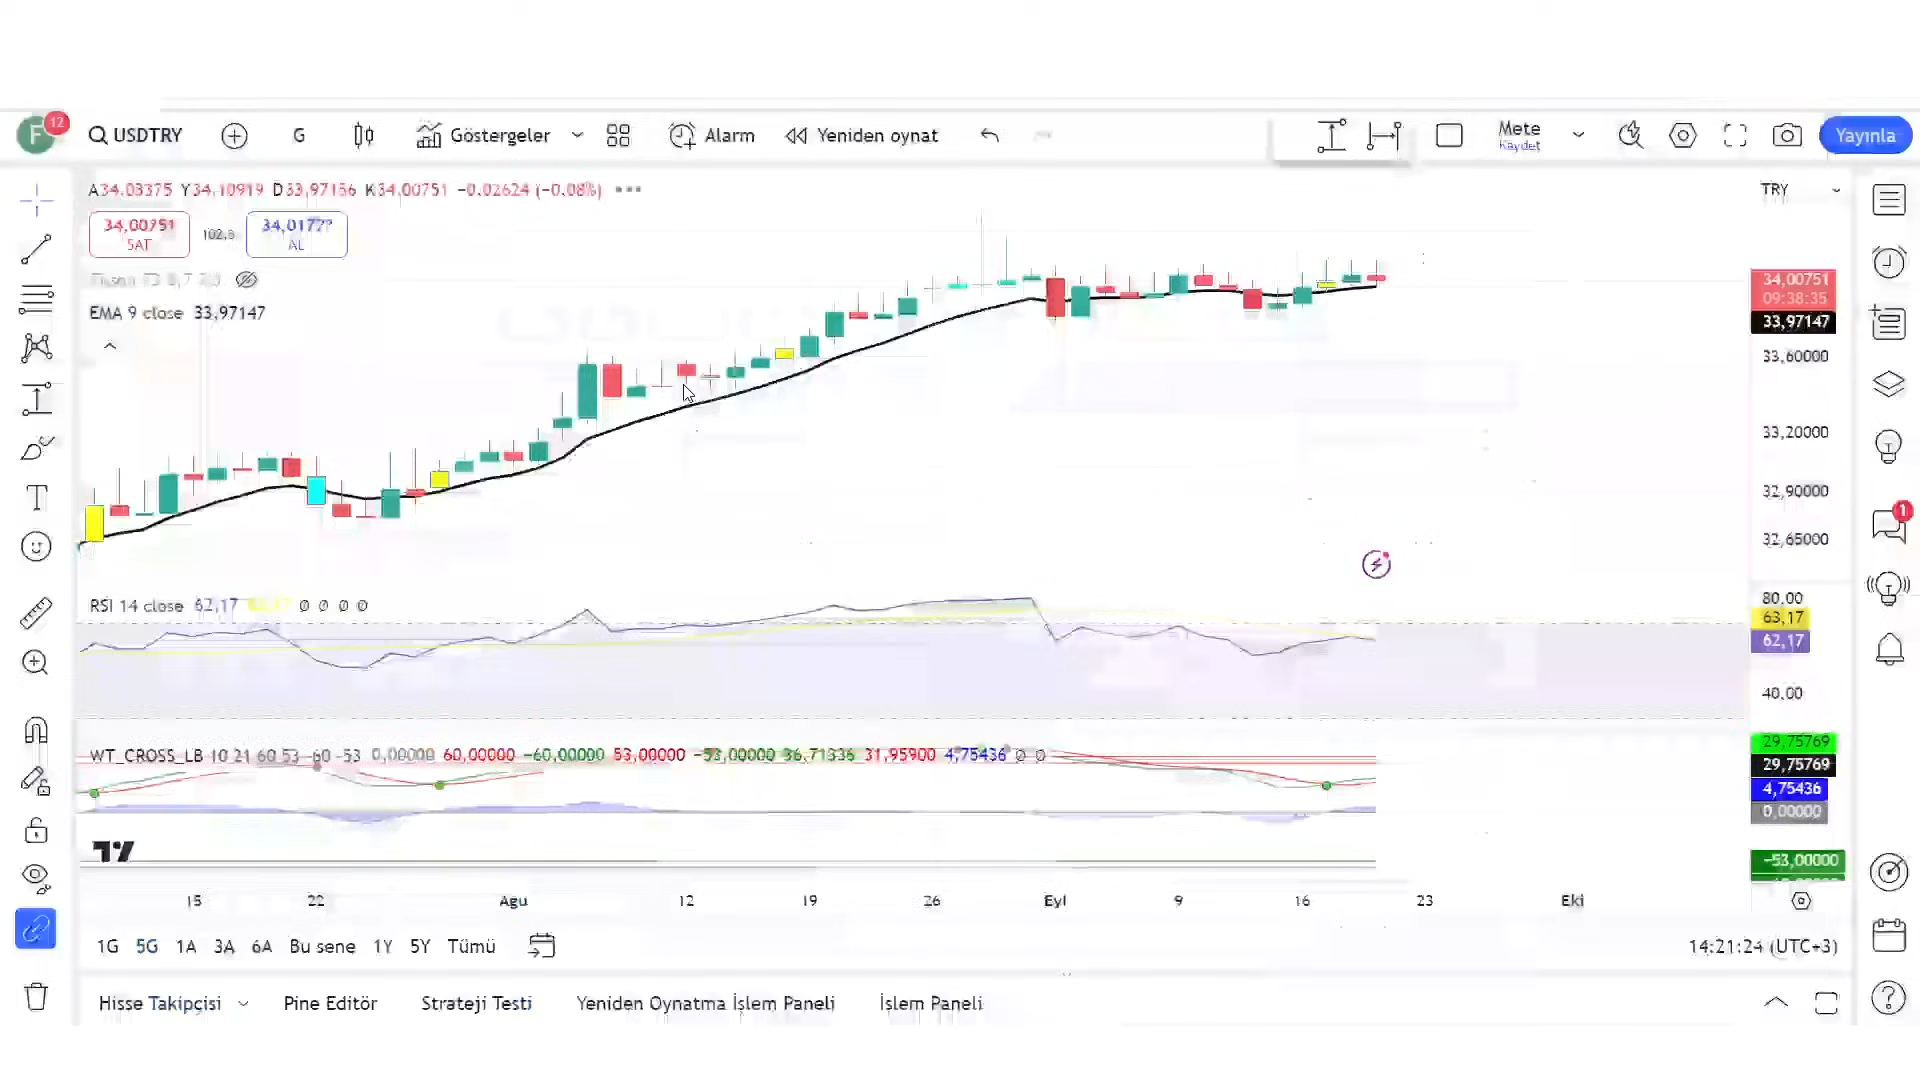 F 12 USDTRY G Göstergeler Alarm Yeniden oynat Mete Yayınla
Kaydet
A34,03375 Y34,10919 D33,97156 K34,00751 −0,02624 (−0,08%) TRY
34,00751 34,0177
SAT AL
EMA 9 close 33,97147
34,00751
09:38:35
33,97147
33,60000
33,20000
32,90000
32,65000
1
RSI 14 close 62,17 Ø Ø Ø Ø
80,00
63,17
62,17
40,00
WT_CROSS_LB 10 21 60 53 −60 −53 0,00000 60,00000 −60,00000 53,00000 −53,00000 36,71336 31,95900 4,75436 Ø Ø
29,75769
29,75769
4,75436
0,00000
−53,00000
15 22 Agu 12 19 26 Eyl 9 16 23 Eki
1G 5G 1A 3A 6A Bu sene 1Y 5Y Tümü 14:21:24 (UTC+3)
Hisse Takipçisi Pine Editör Strateji Testi Yeniden Oynatma İşlem Paneli İşlem Paneli